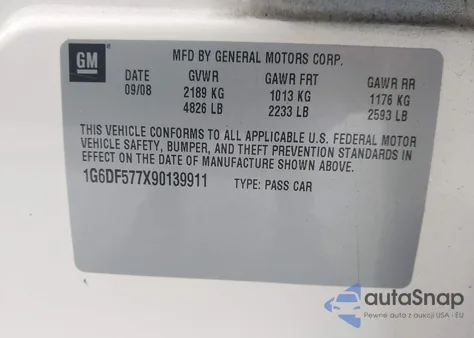 GM
MFD BY GENERAL MOTORS CORP.
DATE GVWR GAWR FRT GAWR RR
09/08 2189 KG 1013 KG 1176 KG
4826 LB 2233 LB 2593 LB
THIS VEHICLE CONFORMS TO ALL APPLICABLE U.S. FEDERAL MOTOR
VEHICLE SAFETY, BUMPER, AND THEFT PREVENTION STANDARDS IN
EFFECT ON THE DATE OF MANUFACTURE SHOWN ABOVE.
1G6DF577X90139911 TYPE: PASS CAR
autoSnap
Pewne auta z aukcji USA - EU